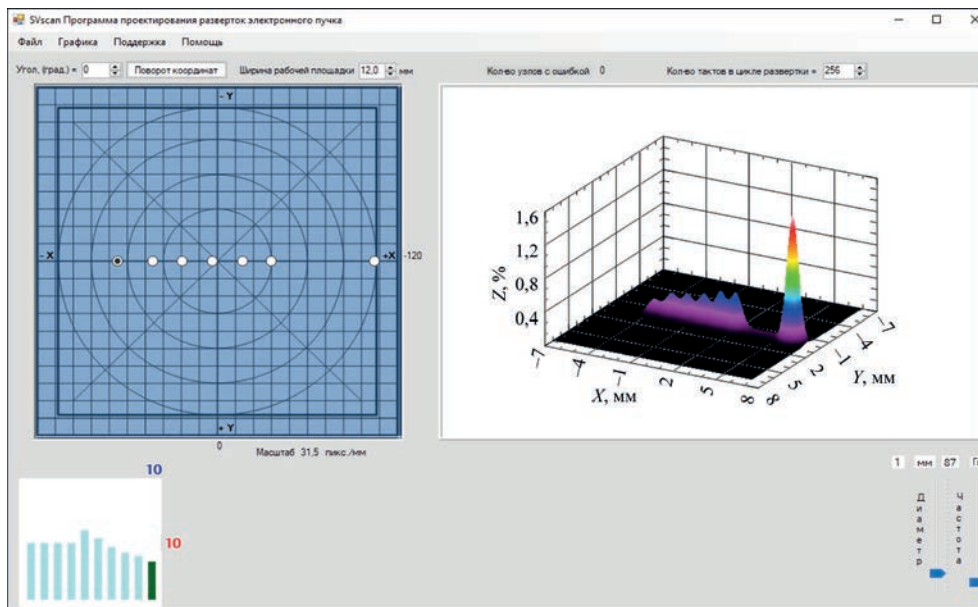 SVscan Программа проектирования разверток электронного пучка
Файл Графика Поддержка Помощь
Угол, (град.) = 0 Поворот координат Ширина рабочей площадки 12,0 мм Кол-во узлов с ошибкой 0 Кол-во тактов в цикле развертки = 256
- Y
- X
+X
-120
+ Y
0
Масштаб 31,5 пикс./мм
1,6
1,2
0,8
0,4
Z, %
-7
-4
-1
2
5
8
X, мм
8
5
2
-1
-4
-7
Y, мм
10
10
1 мм 87
Диаметр
Частота